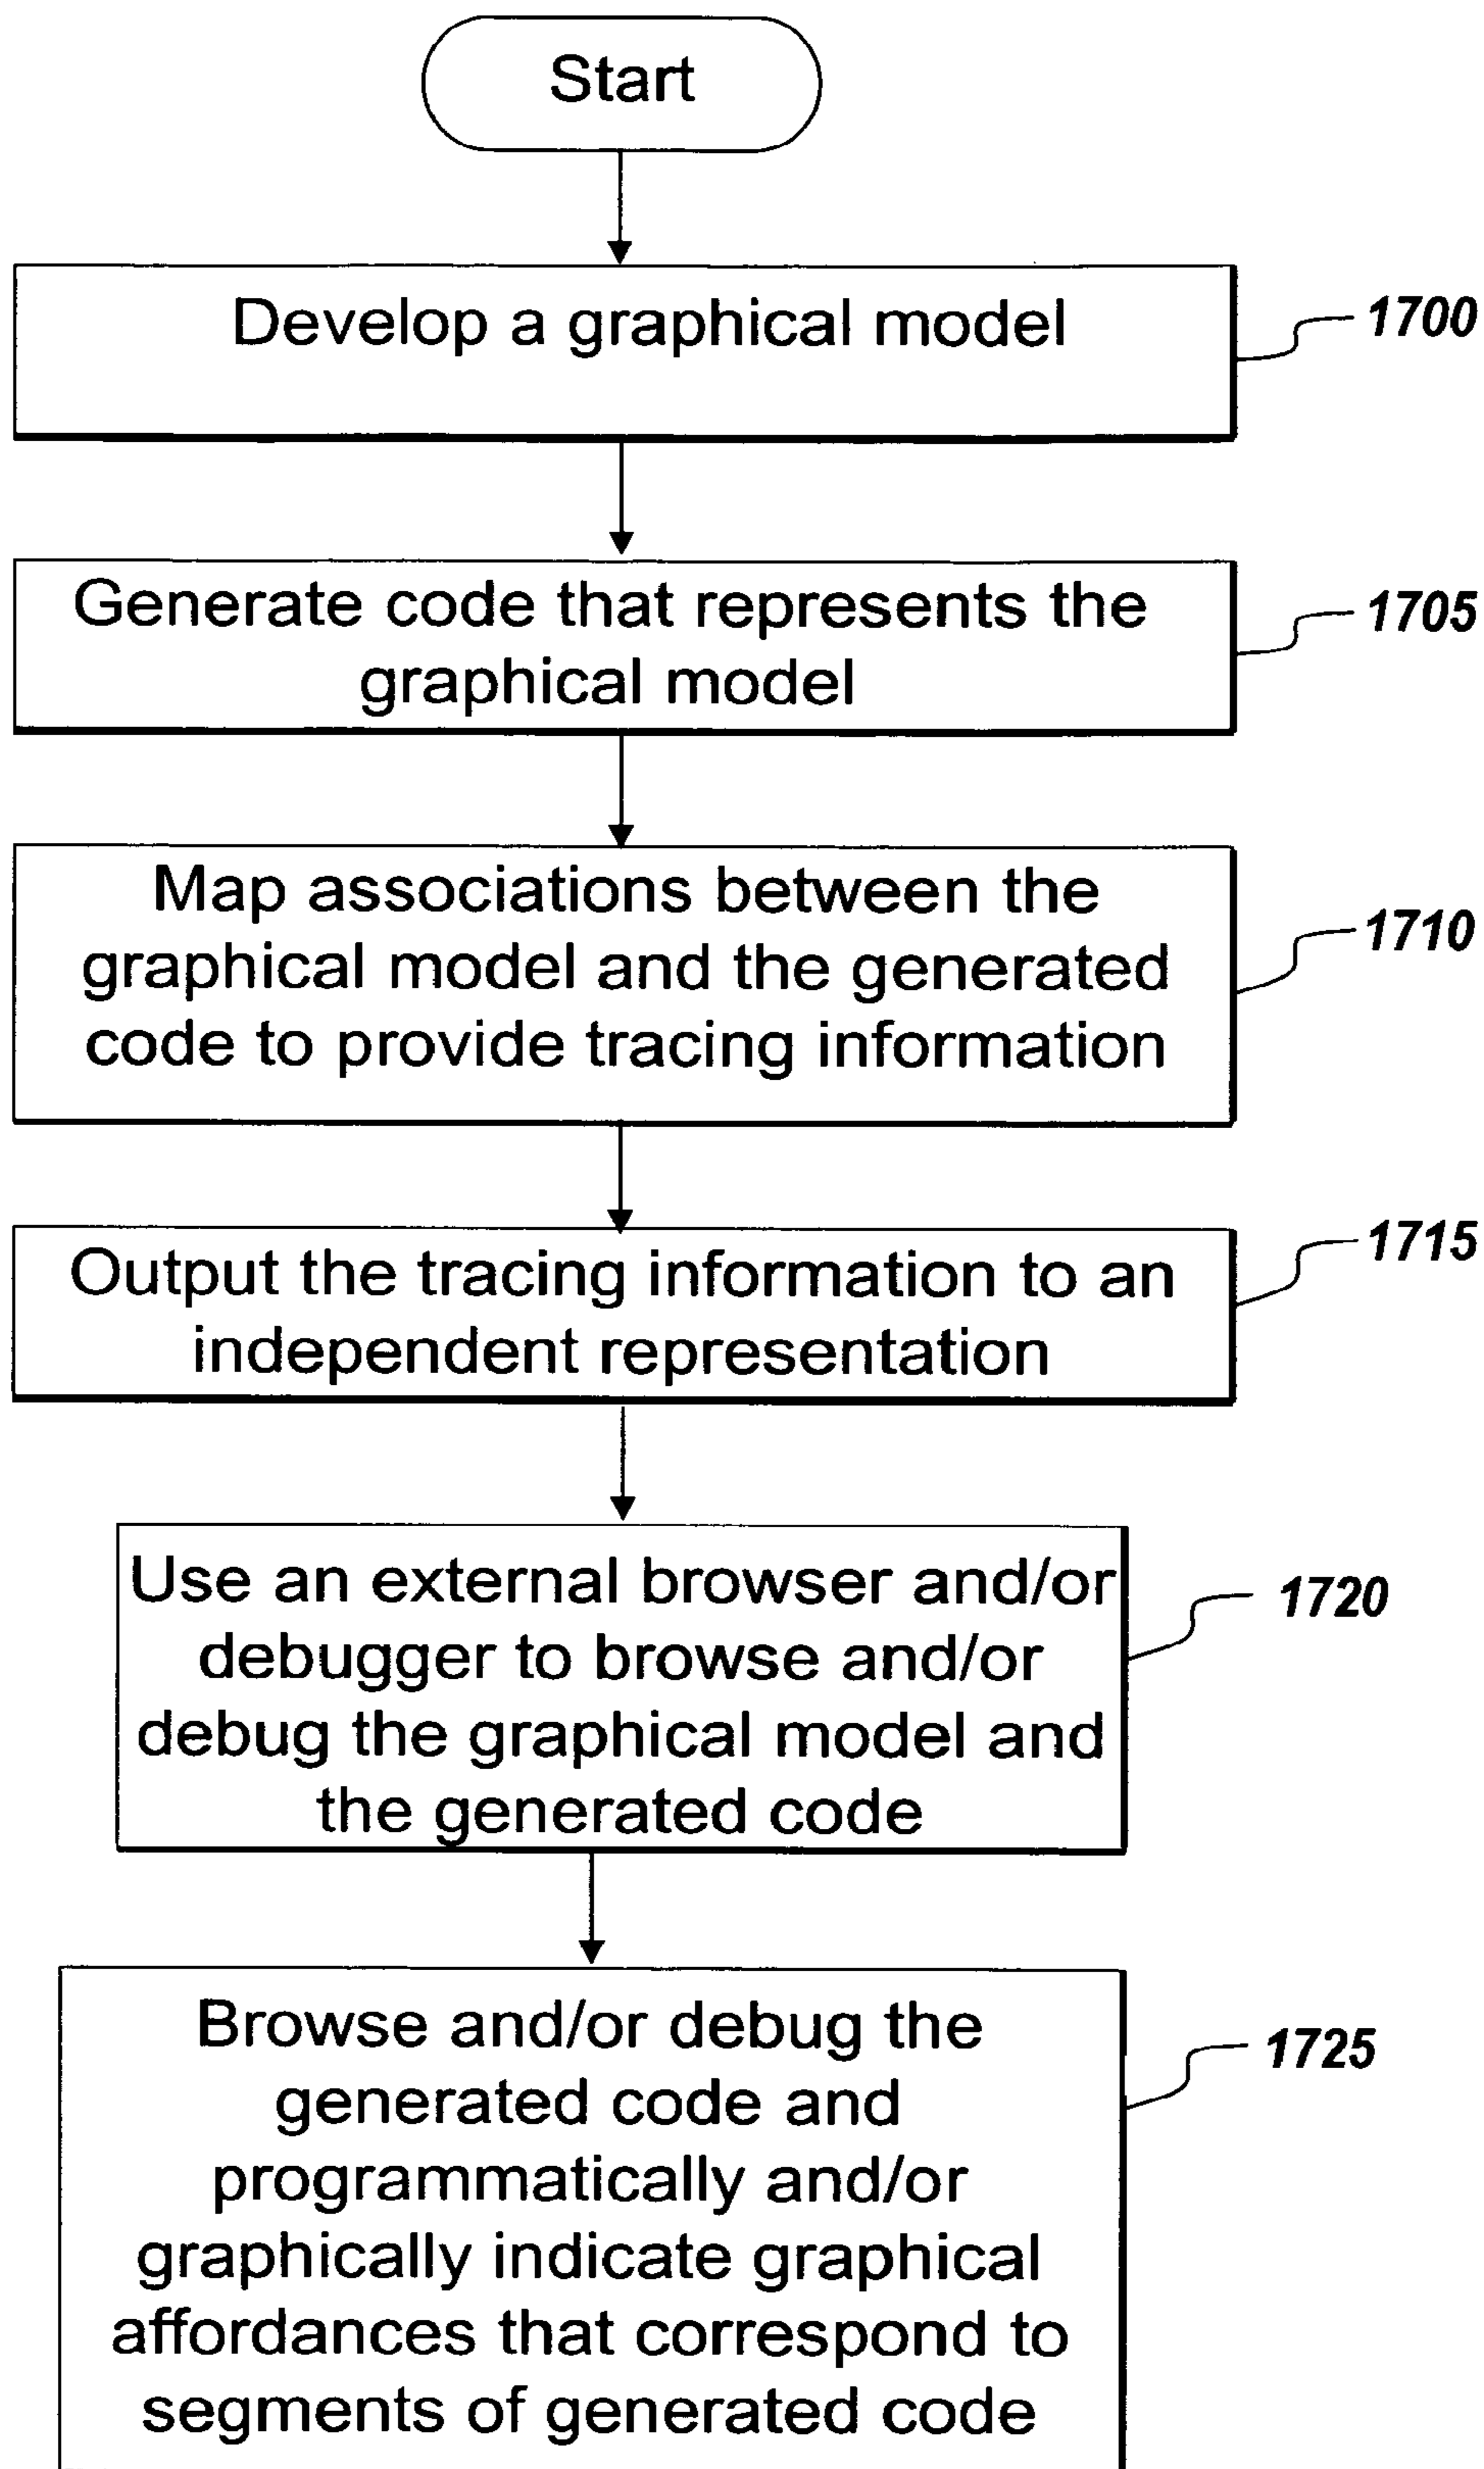 Start
Develop a graphical model
1700
Generate code that represents the
graphical model
1705
Map associations between the
graphical model and the generated
code to provide tracing information
1710
Output the tracing information to an
independent representation
1715
Use an external browser and/or
debugger to browse and/or
debug the graphical model and
the generated code
1720
Browse and/or debug the
generated code and
programmatically and/or
graphically indicate graphical
affordances that correspond to
segments of generated code
1725